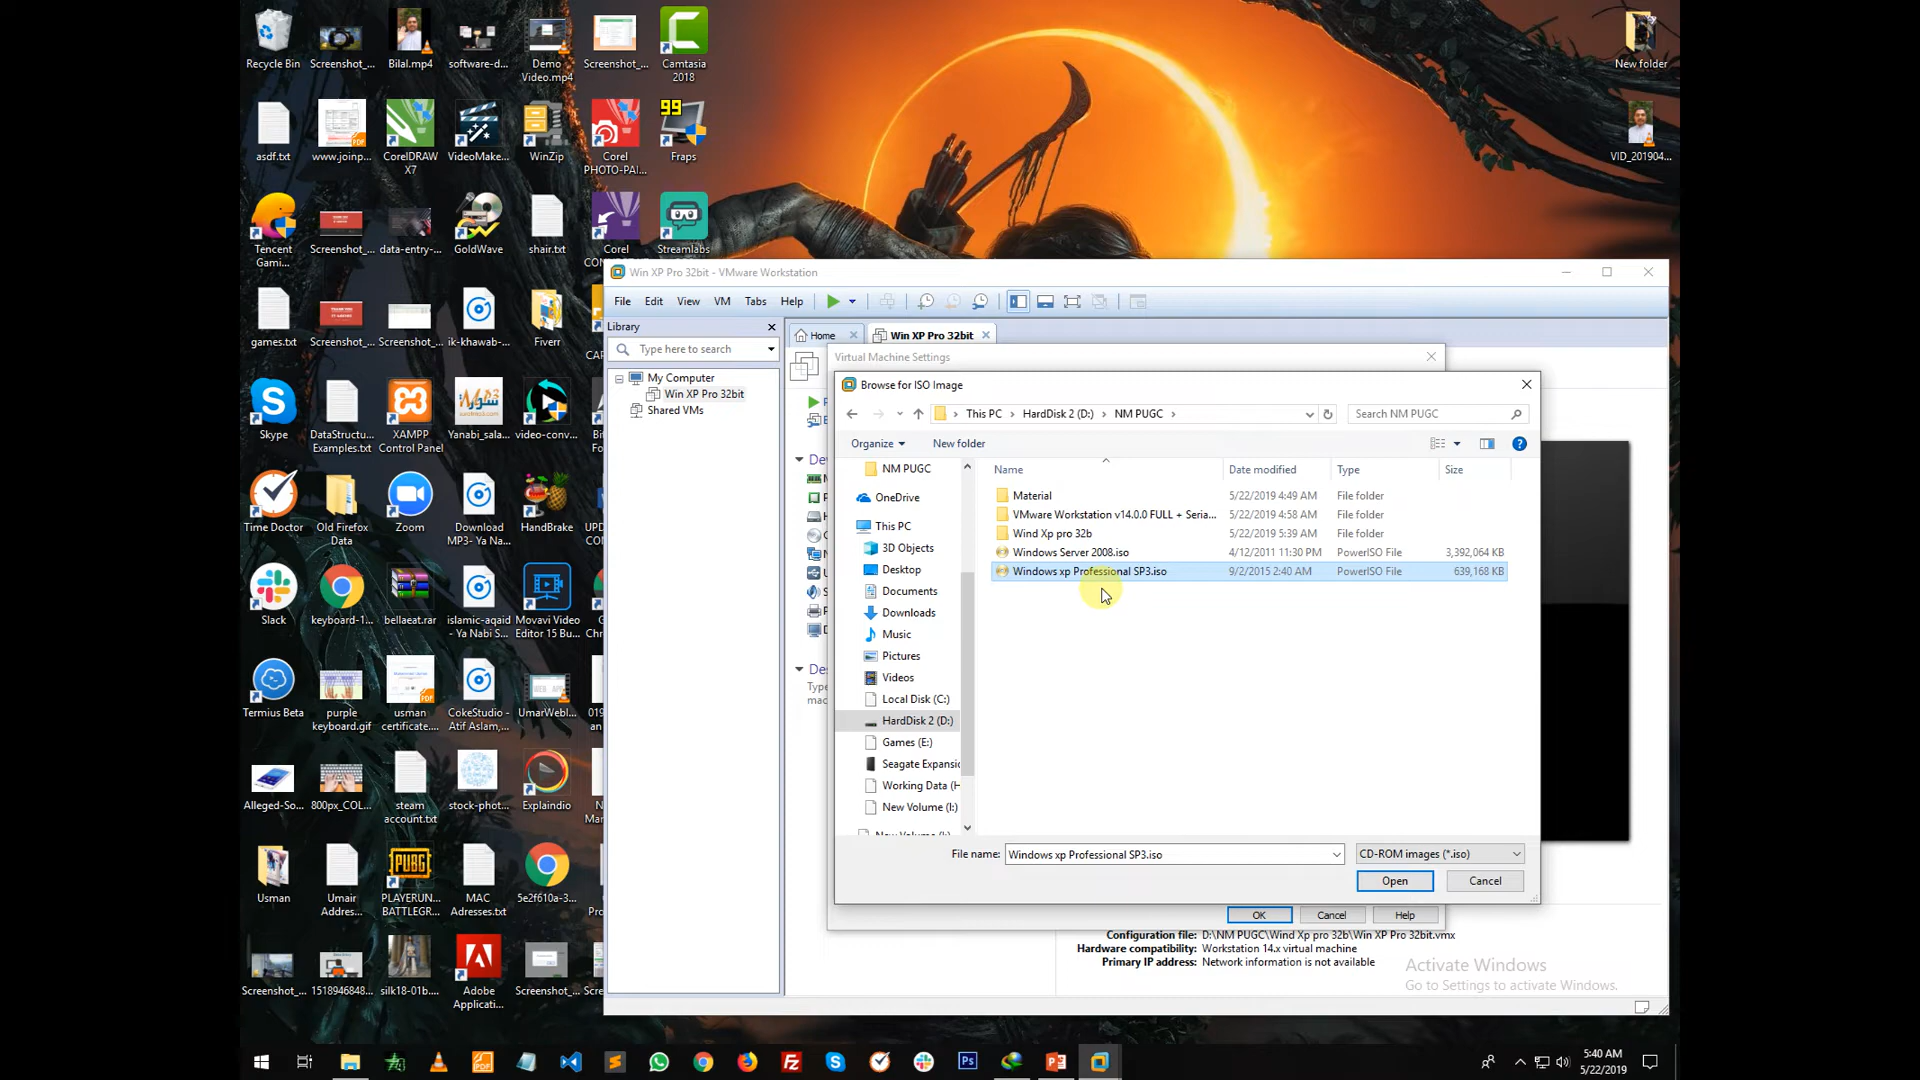 Recycle Bin
Screenshot_...
Bilal.mp4
software-d...
Demo Video.mp4
Screenshot_...
Camtasia 2018
New folder
asdf.txt
www.joinp...
CorelDRAW X7
VideoMake...
WinZip
Corel PHOTO-PAI...
99
Fraps
VID_201904...
Tencent Gami...
Screenshot_...
data-entry-...
GoldWave
shair.txt
Corel
Streamlabs
games.txt
Screenshot_...
Screenshot_...
ik-khawab-...
Fiverr
Skype
DataStructu... Examples.txt
XAMPP Control Panel
Yanabi_sala...
video-conv...
Time Doctor
Old Firefox Data
Zoom
Download MP3- Ya Na...
HandBrake
Slack
keyboard-1...
bellaeat.rar
islamic-aqaid - Ya Nabi S...
Movavi Video Editor 15 Bu...
Termius Beta
purple keyboard.gif
usman certificate....
CokeStudio - Atif Aslam,...
UmarWebl...
Alleged-So...
800px_COL...
steam account.txt
stock-phot...
Explaindio
Usman
Umair Addres...
PUBG
PLAYERUN... BATTLEGR...
MAC Adresses.txt
5e2f610a-3...
Screenshot_...
1518946848...
silk18-01b....
Adobe Applicati...
Screenshot_...
Win XP Pro 32bit - VMware Workstation
File Edit View VM Tabs Help
Library
Type here to search
My Computer
Win XP Pro 32bit
Shared VMs
Home
Win XP Pro 32bit
Virtual Machine Settings
Browse for ISO Image
This PC > HardDisk 2 (D:) > NM PUGC >
Search NM PUGC
Organize
New folder
NM PUGC
OneDrive
This PC
3D Objects
Desktop
Documents
Downloads
Music
Pictures
Videos
Local Disk (C:)
HardDisk 2 (D:)
Games (E:)
Seagate Expansic
Working Data (H
New Volume (I:)
Name Date modified Type Size
Material 5/22/2019 4:49 AM File folder
VMware Workstation v14.0.0 FULL + Seria... 5/22/2019 4:58 AM File folder
Wind Xp pro 32b 5/22/2019 5:39 AM File folder
Windows Server 2008.iso 4/12/2011 11:30 PM PowerISO File 3,392,064 KB
Windows xp Professional SP3.iso 9/2/2015 2:40 AM PowerISO File 639,168 KB
File name: Windows xp Professional SP3.iso
CD-ROM images (*.iso)
Open Cancel
OK Cancel Help
Configuration file: D:\NM PUGC\Wind Xp pro 32b\Win XP Pro 32bit.vmx
Hardware compatibility: Workstation 14.x virtual machine
Primary IP address: Network information is not available
Activate Windows
Go to Settings to activate Windows.
5:40 AM
5/22/2019